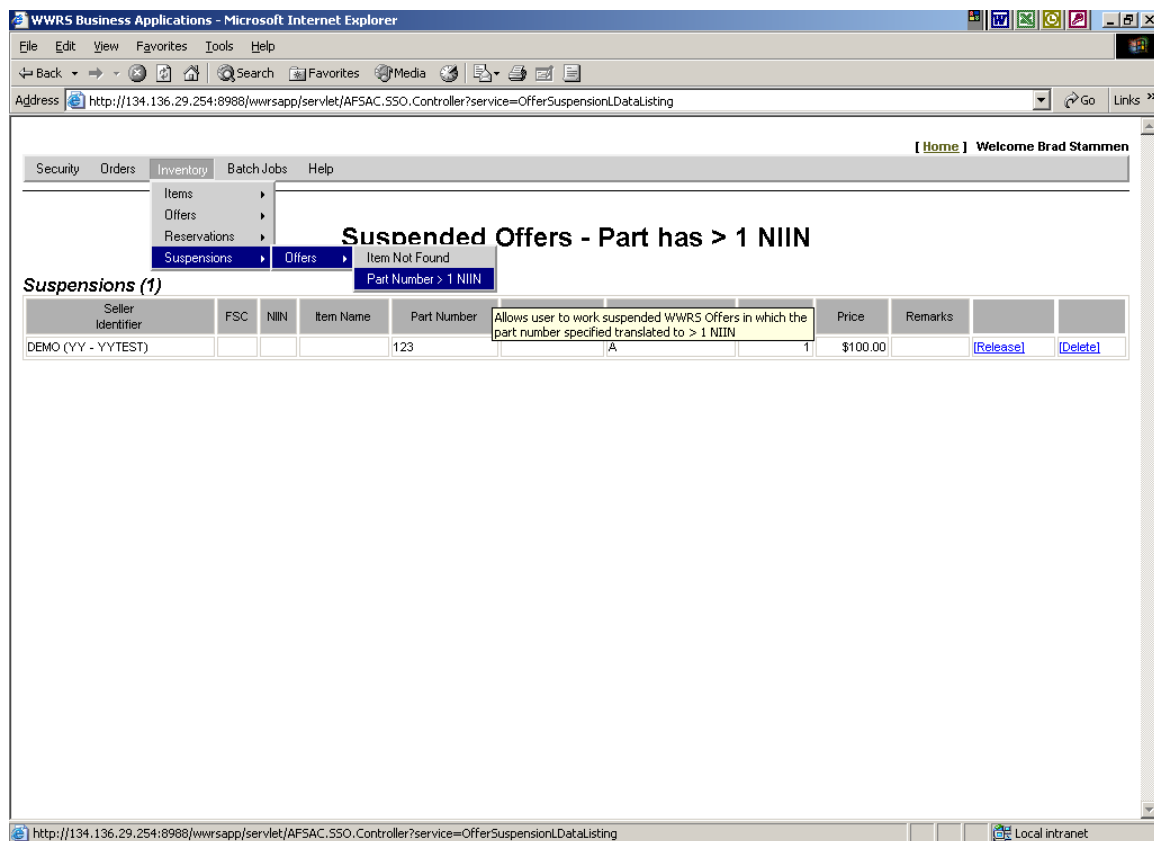 WWRS Business Applications - Microsoft Internet Explorer
File Edit View Favorites Tools Help
Back Search Favorites Media
Address http://134.136.29.254:8988/wwrsapp/servlet/AFSAC.SSO.Controller?service=OfferSuspensionLDataListing Go Links »
[ Home ] Welcome Brad Stammen
Security Orders Inventory Batch Jobs Help
Items
Offers
Reservations
Suspensions Offers Item Not Found
Part Number > 1 NIIN
Suspended Offers - Part has > 1 NIIN
Suspensions (1)
Seller Identifier FSC NIIN Item Name Part Number Price Remarks
Allows user to work suspended WWRS Offers in which the
part number specified translated to > 1 NIIN
DEMO (YY - YYTEST) 123 A 1 $100.00 [Release] [Delete]
http://134.136.29.254:8988/wwrsapp/servlet/AFSAC.SSO.Controller?service=OfferSuspensionLDataListing Local intranet